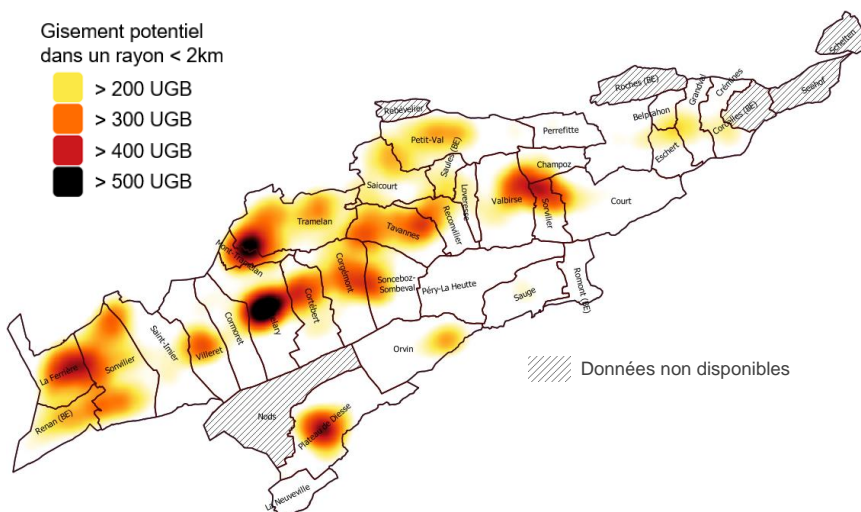 Gisement potentiel
dans un rayon < 2km
> 200 UGB
> 300 UGB
> 400 UGB
> 500 UGB
Schelten
Seehof
Roches (BE)
Grandval
Crémines
Corcelles (BE)
Belprahon
Eschert
Rebévelier
Petit-Val
Perrefitte
Champoz
Saules (BE)
Saicourt
Loveresse
Valbirse
Sorvilier
Court
Tramelan
Tavannes
Reconvilier
Mont-Tramelan
Corgémont
Sonceboz-
Sombeval
Péry-La Heutte
Sauge
Romont (BE)
Cortébert
Cormoret
Saint-Imier
Villeret
Orvin
La Ferrière
Sonvilier
Renan (BE)
Nods
Plateau de Diesse
La Neuveville
Données non disponibles